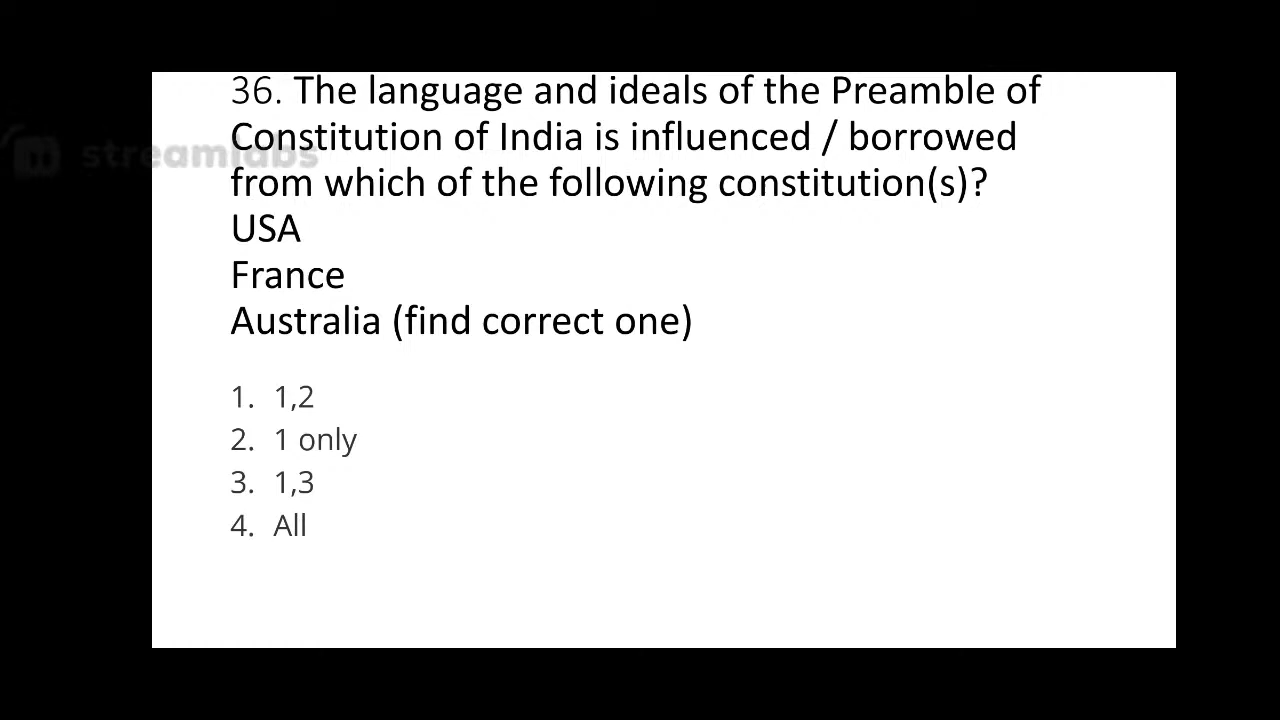 36. The language and ideals of the Preamble of
Constitution of India is influenced / borrowed
streamlabs
from which of the following constitution(s)?
USA
France
Australia (find correct one)
1. 1,2
2. 1 only
3. 1,3
4. All